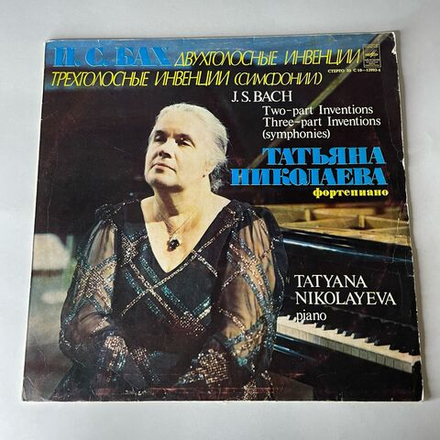 И. С. БАХ. ДВУХГОЛОСНЫЕ ИНВЕНЦИИ
ТРЕХГОЛОСНЫЕ ИНВЕНЦИИ (СИМФОНИИ)
СТЕРЕО
J. S. BACH
Two-part Inventions
Three-part Inventions
(symphonies)
ТАТЬЯНА
НИКОЛАЕВА
фортепиано
TATYANA
NIKOLAYEVA
piano